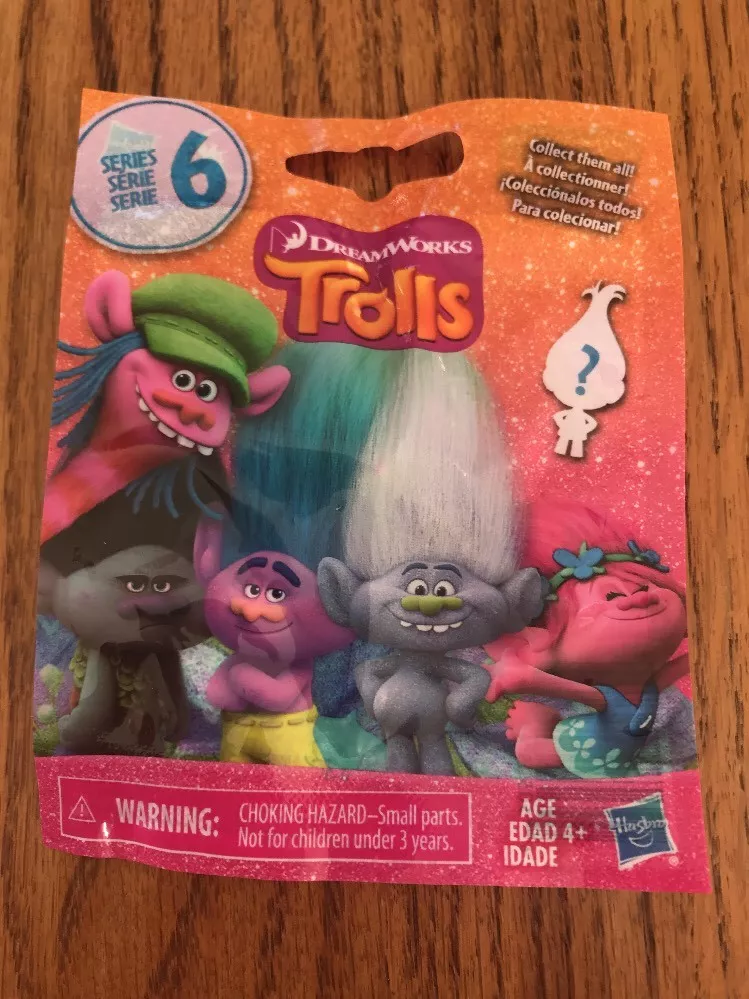 SERIES
SÉRIE
SERIE
6
Collect them all!
À collectionner!
¡Colecciónalos todos!
Para colecionar!
DREAMWORKS
Trolls
?
WARNING:
CHOKING HAZARD–Small parts.
Not for children under 3 years.
AGE
EDAD 4+
IDADE
Hasbro
®